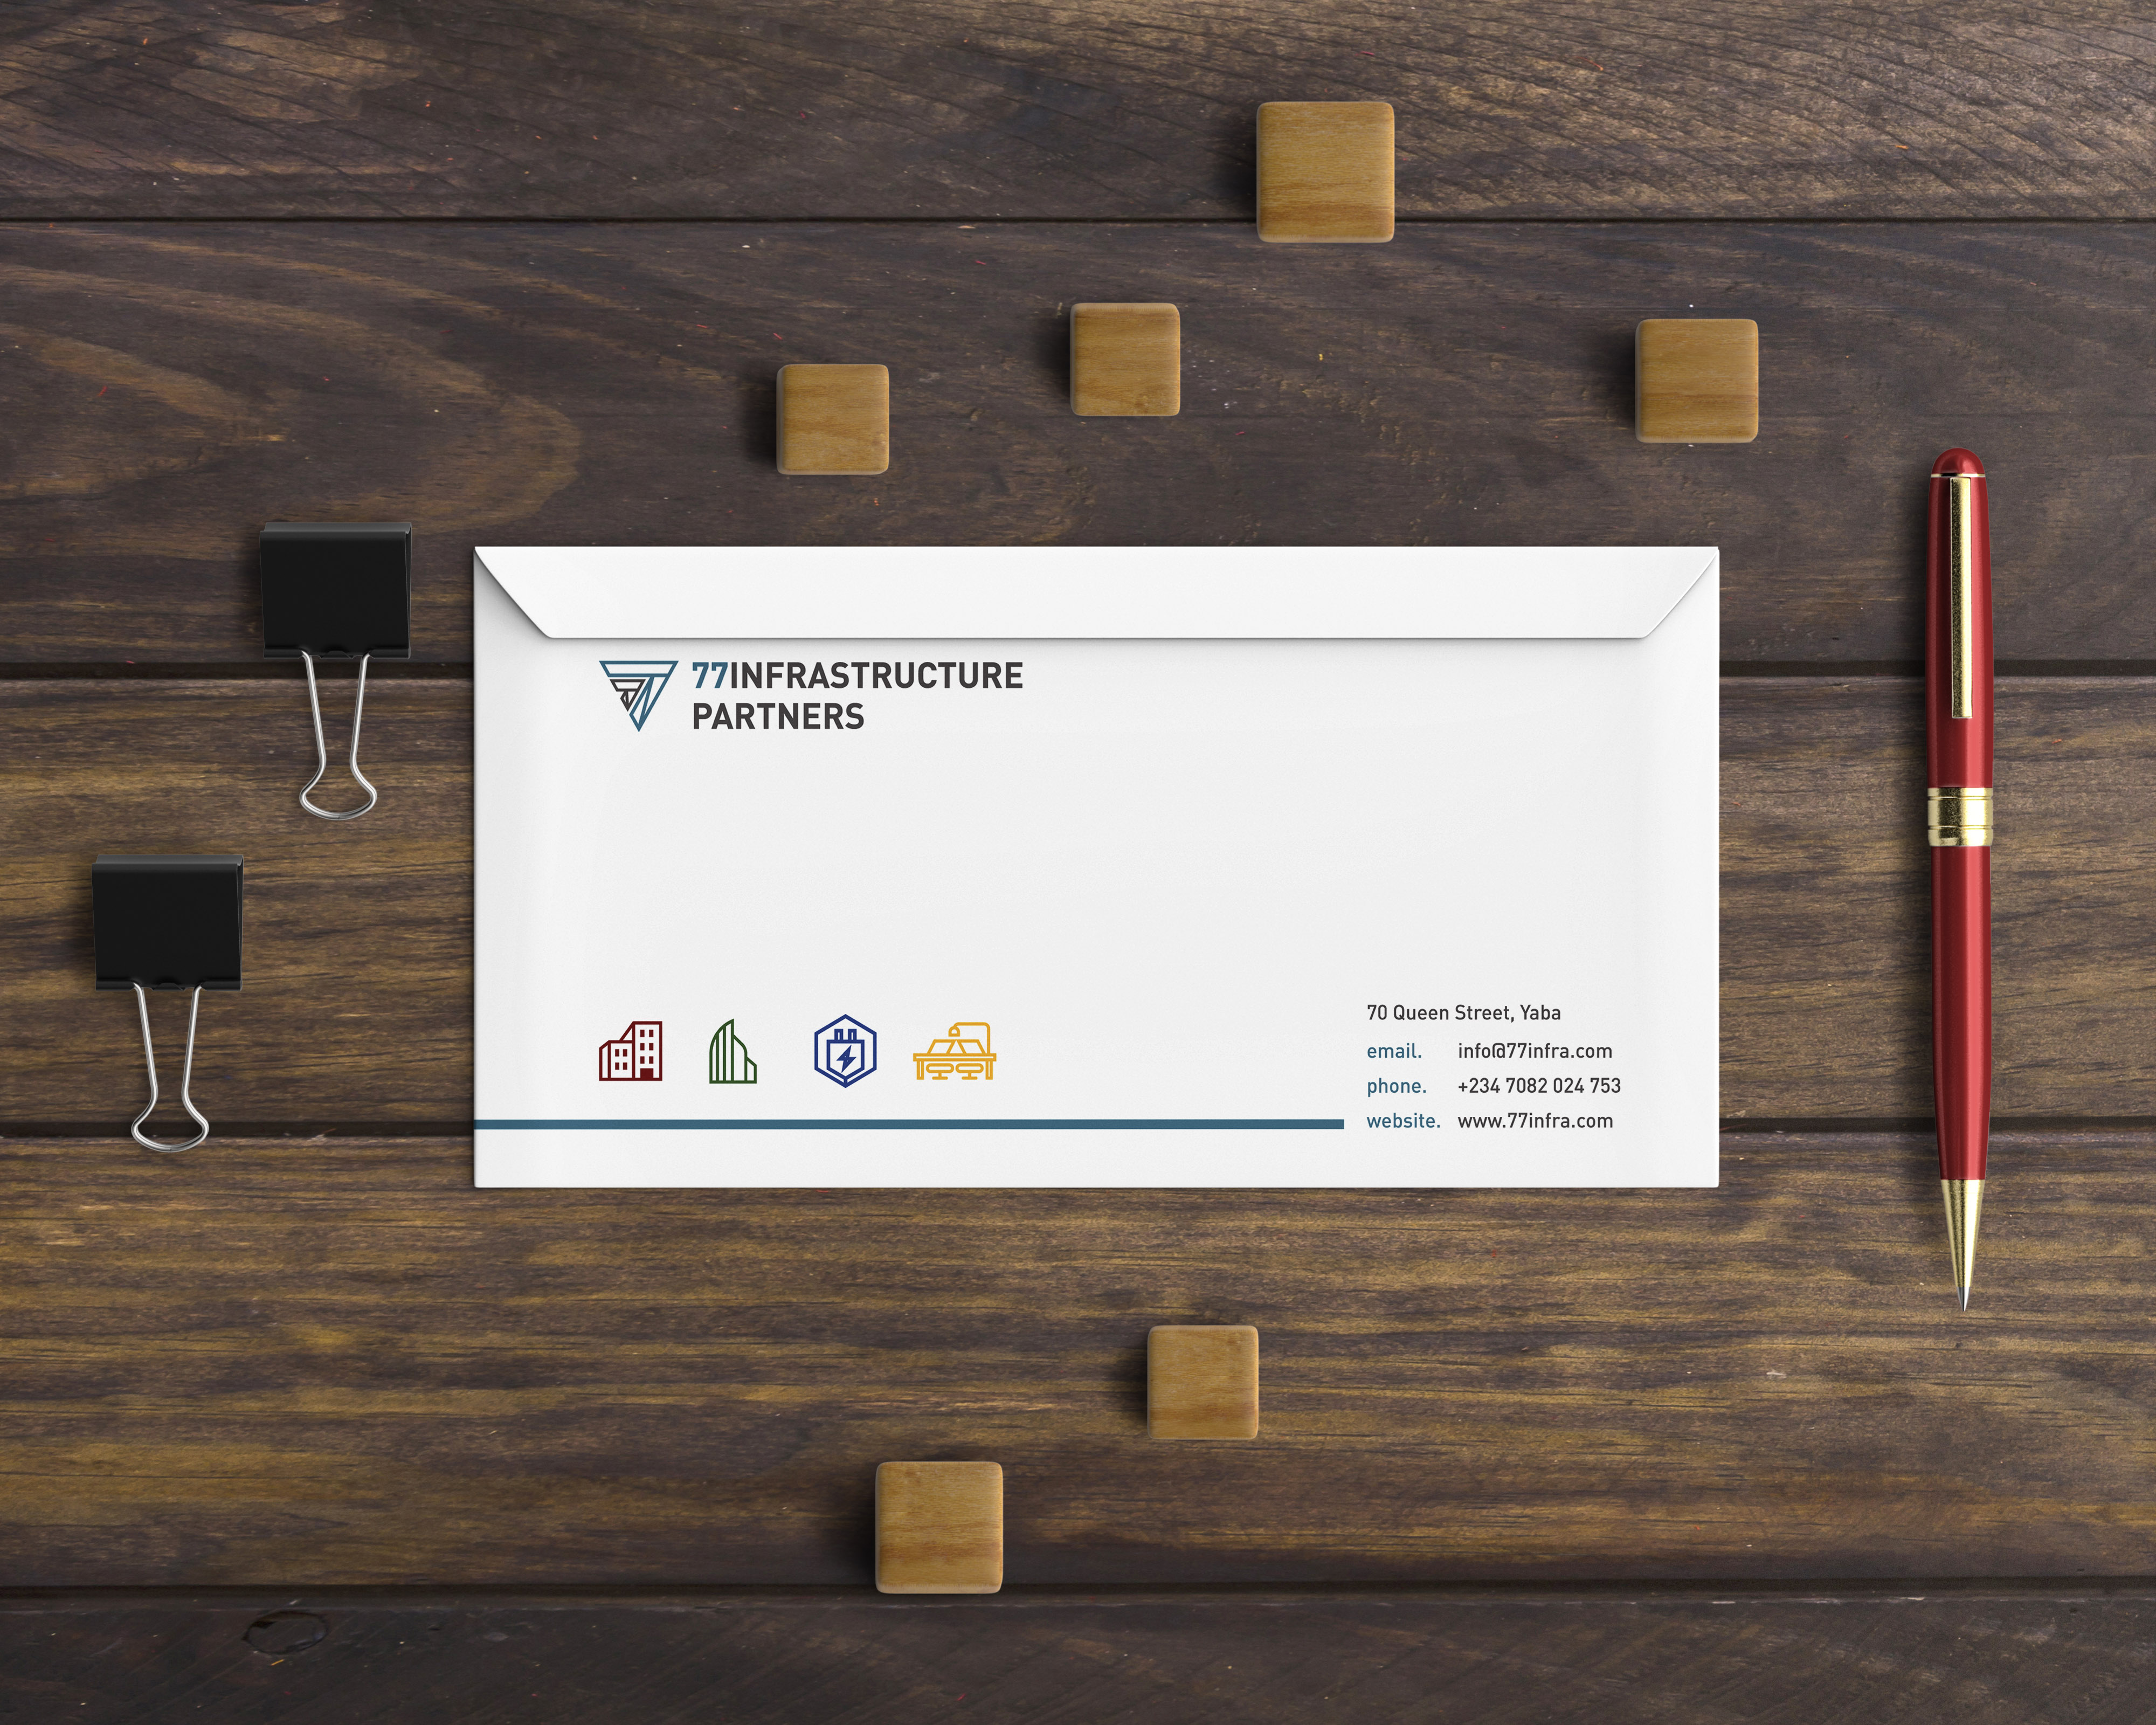 77INFRASTRUCTURE
PARTNERS
70 Queen Street, Yaba
email. info@77infra.com
phone. +234 7082 024 753
website. www.77infra.com